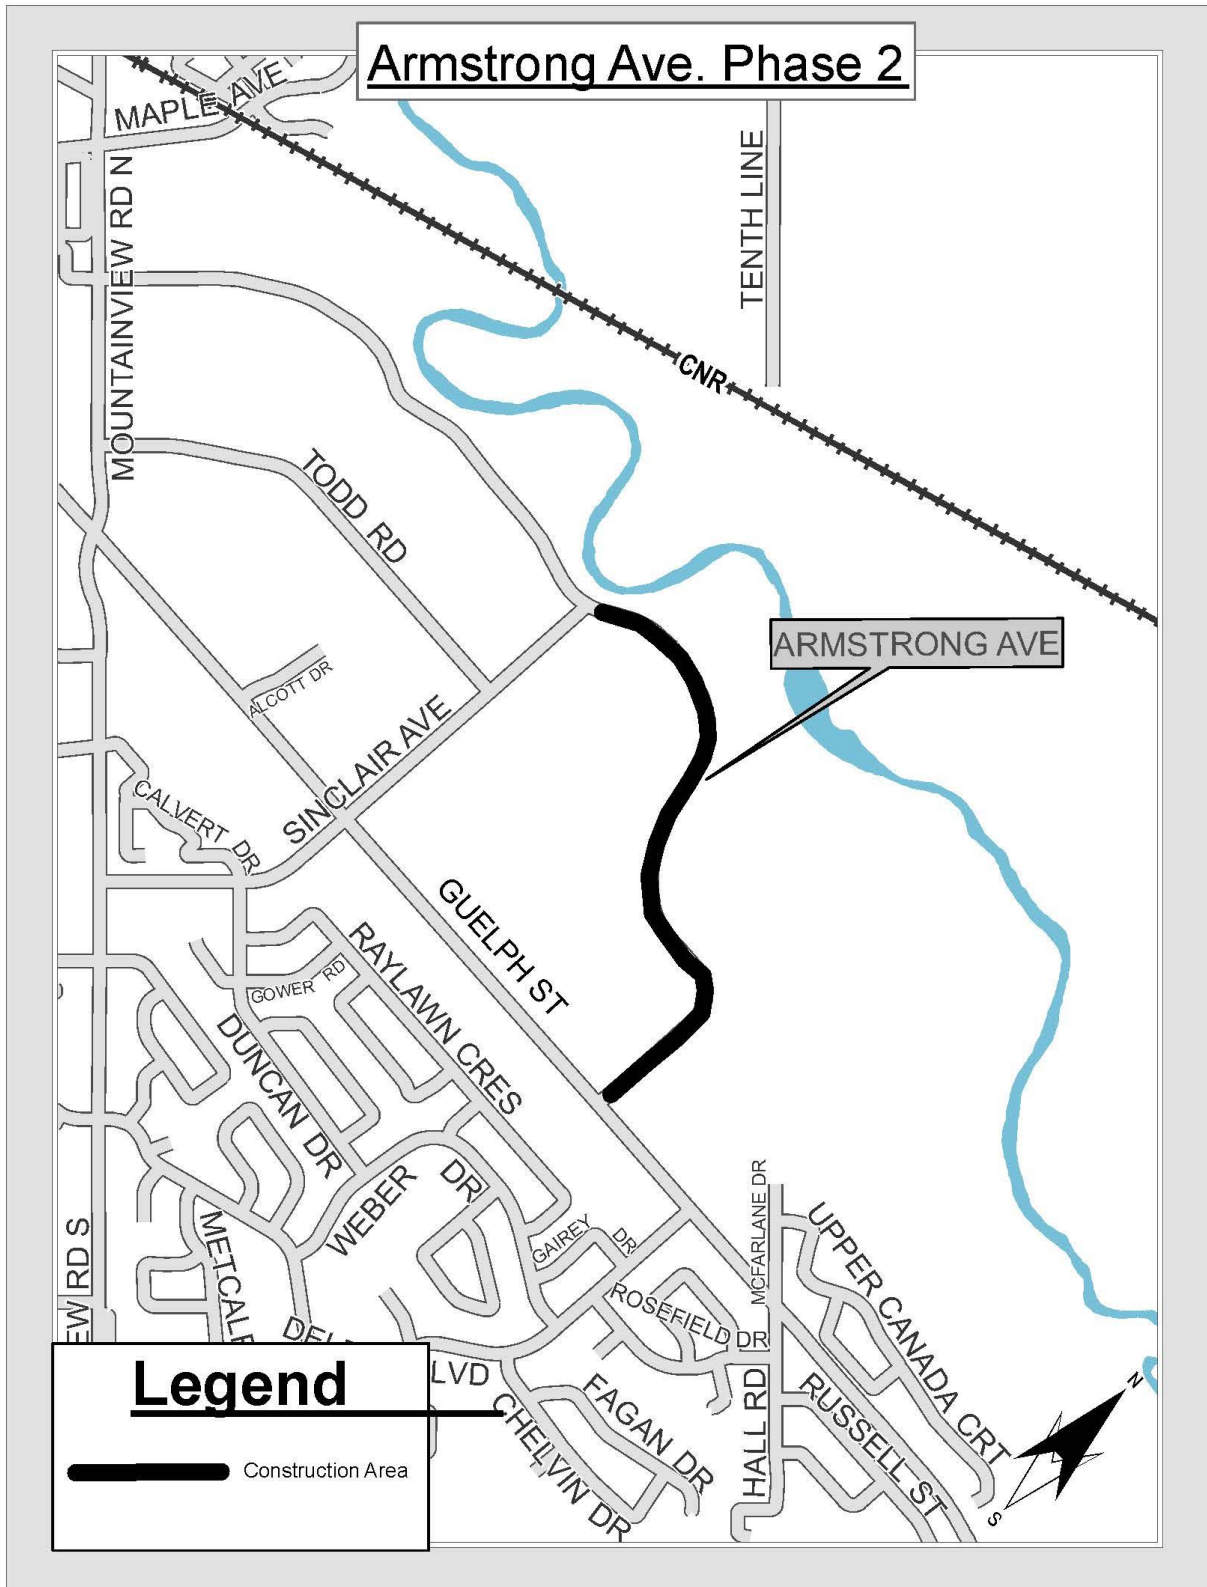 Armstrong Ave. Phase 2
MAPLE AVE
MOUNTAINVIEW RD N
TENTH LINE
CNR
TODD RD
ARMSTRONG AVE
ALCOTT DR
SINCLAIR AVE
CALVERT DR
GUELPH ST
RAYLAWN CRES
GOWER RD
DUNCAN DR
WEBER DR
GAIREY DR
MCFARLANE DR
UPPER CANADA CRT
ROSEFIELD DR
METCALF
EW RD S
LVD
FAGAN DR
CHELVIN DR
HALL RD
RUSSELL ST
N
S
Legend
Construction Area